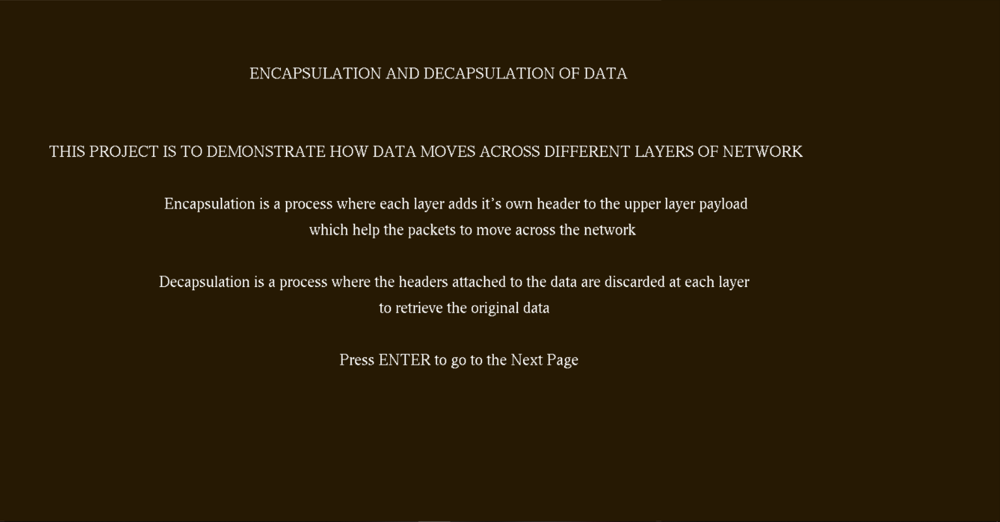 ENCAPSULATION AND DECAPSULATION OF DATA
THIS PROJECT IS TO DEMONSTRATE HOW DATA MOVES ACROSS DIFFERENT LAYERS OF NETWORK
Encapsulation is a process where each layer adds it’s own header to the upper layer payload
which help the packets to move across the network
Decapsulation is a process where the headers attached to the data are discarded at each layer
to retrieve the original data
Press ENTER to go to the Next Page